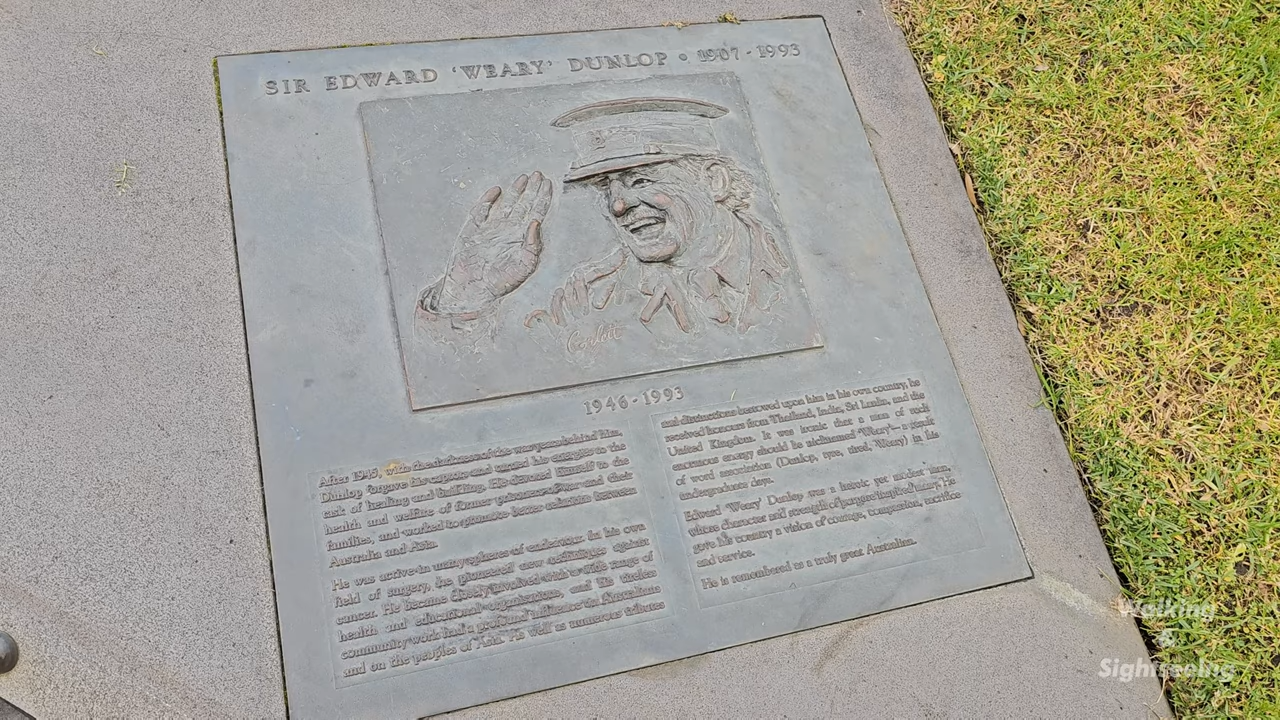 SIR EDWARD 'WEARY' DUNLOP • 1907 - 1993
Corlett
1946 - 1993
After 1945, with the darkness of the war years behind him,
Dunlop forgave his captors and turned his energies to the
task of healing and building. He devoted himself to the
health and welfare of former prisoners-of-war and their
families, and worked to promote better relations between
Australia and Asia.
He was active in many spheres of endeavour. In his own
field of surgery, he pioneered new techniques against
cancer. He became closely involved with a wide range of
health and educational organisations, and his tireless
community work had a profound influence on Australians
and on the peoples of Asia. As well as numerous tributes
and distinctions bestowed upon him in his own country, he
received honours from Thailand, India, Sri Lanka, and the
United Kingdom. It was ironic that a man of such
enormous energy should be nicknamed 'Weary' - a result
of word association (Dunlop, tyre, tired, Weary) in his
undergraduate days.
Edward 'Weary' Dunlop was a heroic yet modest man,
whose character and strength of purpose inspired many. He
gave his country a vision of courage, compassion, sacrifice
and service.
He is remembered as a truly great Australian.
Walking
&
Sightseeing